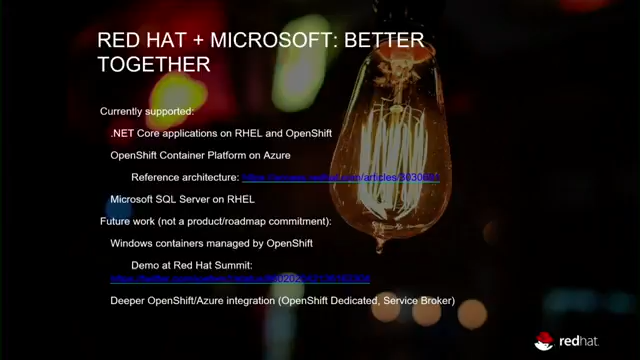 RED HAT + MICROSOFT: BETTER
TOGETHER
Currently supported:
.NET Core applications on RHEL and OpenShift
OpenShift Container Platform on Azure
Reference architecture:
Microsoft SQL Server on RHEL
Future work (not a product/roadmap commitment):
Windows containers managed by OpenShift
Demo at Red Hat Summit:
Deeper OpenShift/Azure integration (OpenShift Dedicated, Service Broker)
redhat.